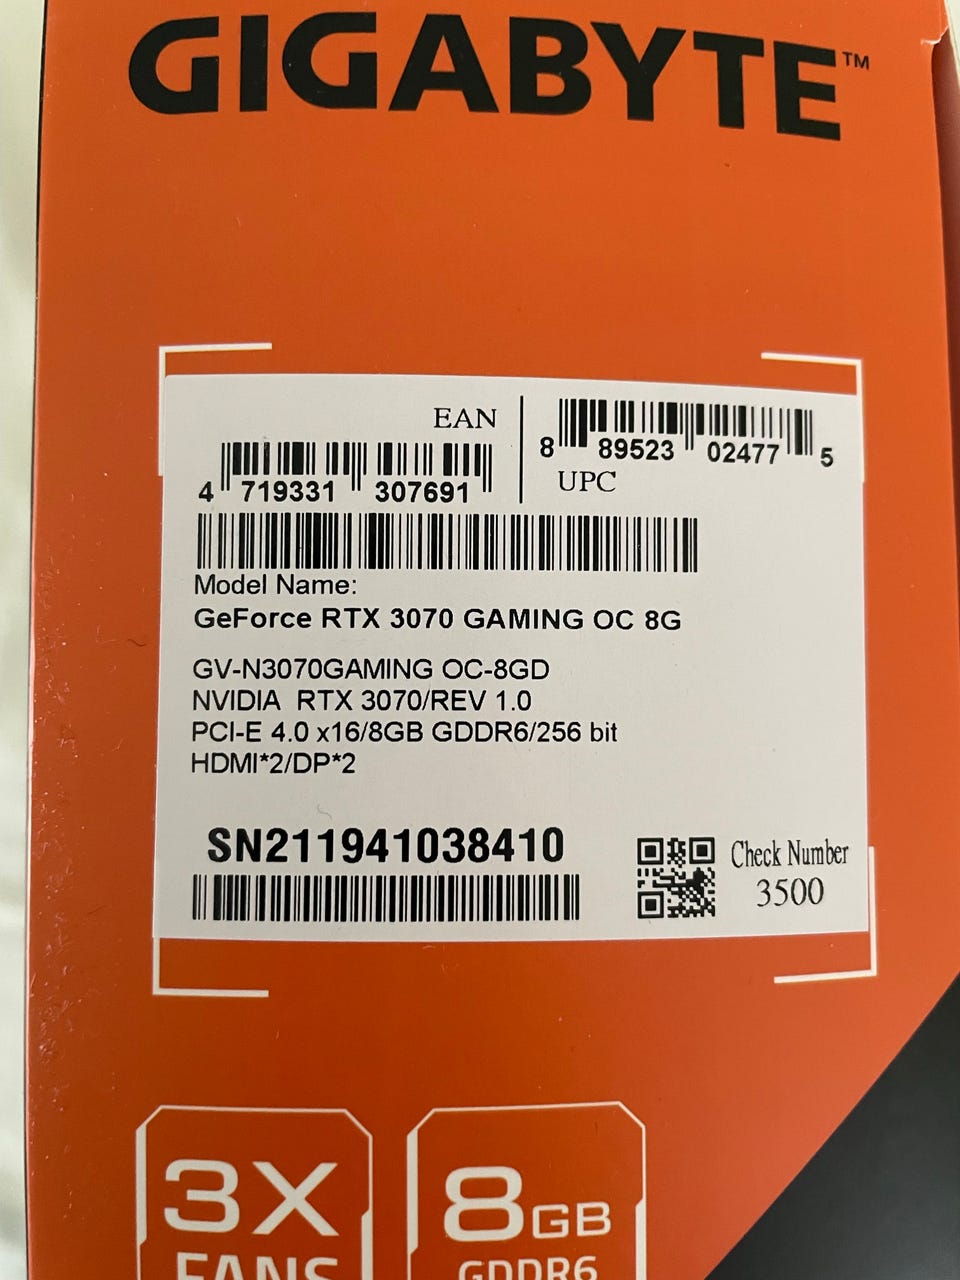 GIGABYTE™
EAN
4 719331 307691
8 89523 02477 5
UPC
Model Name:
GeForce RTX 3070 GAMING OC 8G
GV-N3070GAMING OC-8GD
NVIDIA  RTX 3070/REV 1.0
PCI-E 4.0 x16/8GB GDDR6/256 bit
HDMI*2/DP*2
SN211941038410
Check Number
3500
3X
FANS
8GB
GDDR6